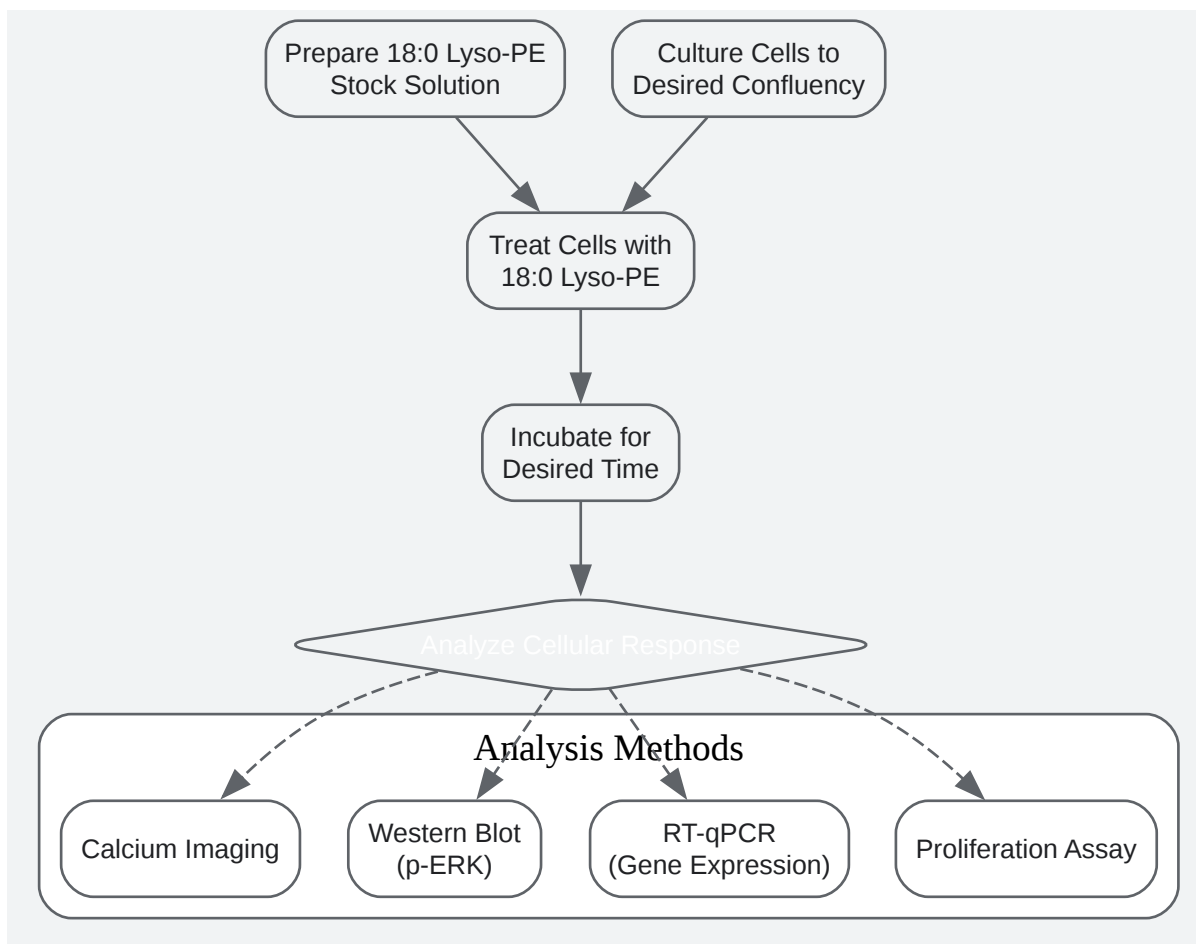 Prepare 18:0 Lyso-PE
Stock Solution
Culture Cells to
Desired Confluency
Treat Cells with
18:0 Lyso-PE
Incubate for
Desired Time
Analyze Cellular Response
Analysis Methods
Calcium Imaging
Western Blot
(p-ERK)
RT-qPCR
(Gene Expression)
Proliferation Assay